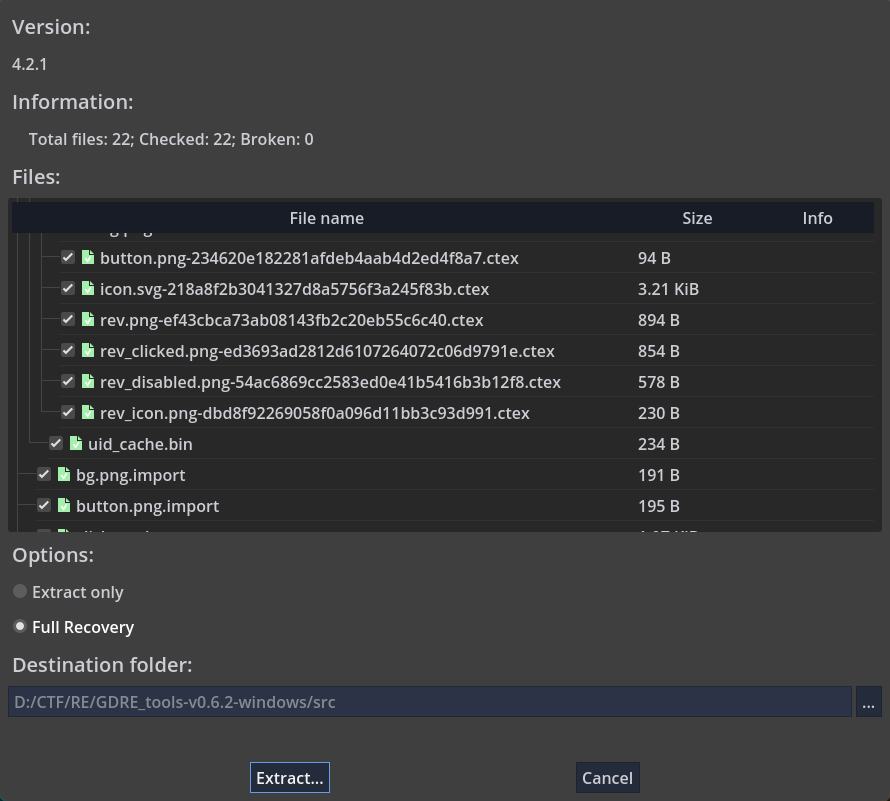 Version:
4.2.1
Information:
Total files: 22; Checked: 22; Broken: 0
Files:
File name Size Info
button.png-234620e182281afdeb4aab4d2ed4f8a7.ctex 94 B
icon.svg-218a8f2b3041327d8a5756f3a245f83b.ctex 3.21 KiB
rev.png-ef43cbca73ab08143fb2c20eb55c6c40.ctex 894 B
rev_clicked.png-ed3693ad2812d6107264072c06d9791e.ctex 854 B
rev_disabled.png-54ac6869cc2583ed0e41b5416b3b12f8.ctex 578 B
rev_icon.png-dbd8f92269058f0a096d11bb3c93d991.ctex 230 B
uid_cache.bin 234 B
bg.png.import 191 B
button.png.import 195 B
Options:
Extract only
Full Recovery
Destination folder:
D:/CTF/RE/GDRE_tools-v0.6.2-windows/src ...
Extract... Cancel